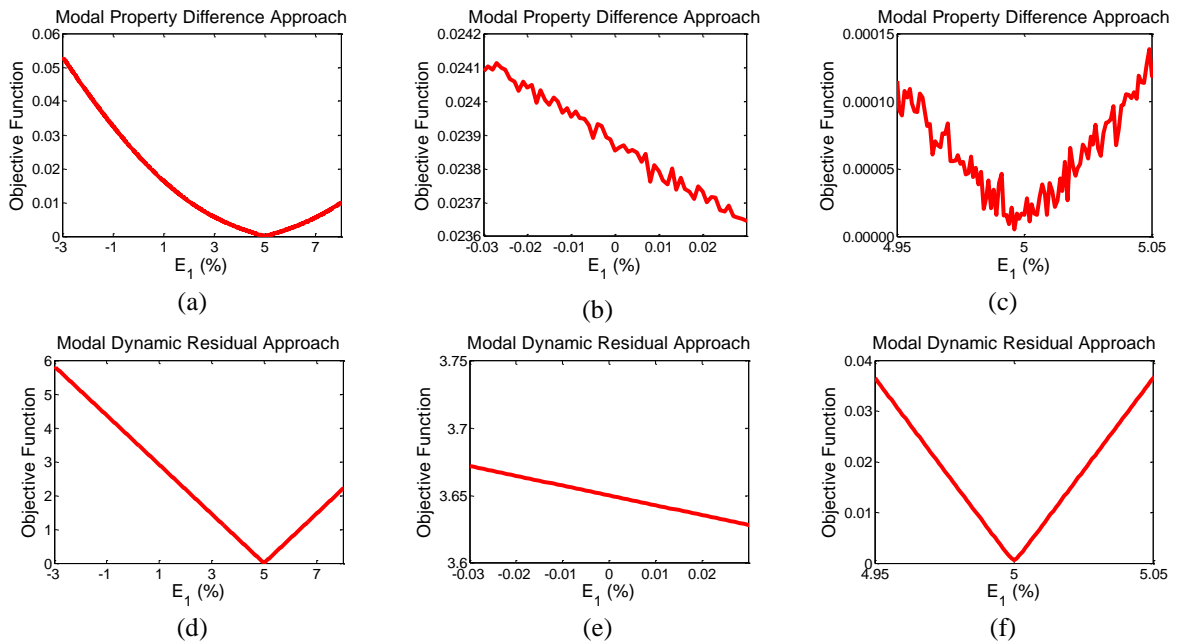 Modal Property Difference Approach
0.06
0.05
0.04
0.03
0.02
0.01
0
Objective Function
-3 -1 1 3 5 7
E1 (%)
(a)
Modal Property Difference Approach
0.0242
0.0241
0.024
0.0239
0.0238
0.0237
0.0236
Objective Function
-0.03 -0.02 -0.01 0 0.01 0.02
E1 (%)
(b)
Modal Property Difference Approach
0.00015
0.00010
0.00005
0.00000
Objective Function
4.95 5 5.05
E1 (%)
(c)
Modal Dynamic Residual Approach
6
5
4
3
2
1
0
Objective Function
-3 -1 1 3 5 7
E1 (%)
(d)
Modal Dynamic Residual Approach
3.75
3.7
3.65
3.6
Objective Function
-0.03 -0.02 -0.01 0 0.01 0.02
E1 (%)
(e)
Modal Dynamic Residual Approach
0.04
0.03
0.02
0.01
0
Objective Function
4.95 5 5.05
E1 (%)
(f)